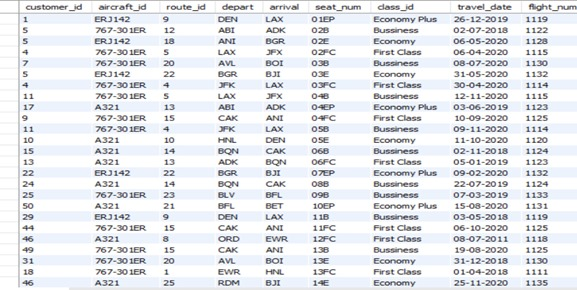 customer_id aircraft_id route_id depart arrival seat_num class_id travel_date flight_num
1 ERJ142 9 DEN LAX 01EP Economy Plus 26-12-2019 1119
5 767-301ER 12 ABI ADK 02B Bussiness 02-07-2018 1122
5 ERJ142 18 ANI BGR 02E Economy 06-05-2020 1128
4 767-301ER 5 LAX JFX 02FC First Class 06-04-2020 1115
7 767-301ER 20 AVL BOI 03B Bussiness 08-07-2020 1130
5 ERJ142 22 BGR BJI 03E Economy 31-05-2020 1132
4 767-301ER 4 JFK LAX 03FC First Class 30-04-2020 1114
11 767-301ER 5 LAX JFX 04B Bussiness 12-11-2020 1115
17 A321 13 ABI ADK 04EP Economy Plus 03-06-2019 1123
9 767-301ER 15 CAK ANI 04FC First Class 10-09-2020 1125
11 767-301ER 4 JFK LAX 05B Bussiness 09-11-2020 1114
10 A321 10 HNL DEN 05E Economy 11-10-2020 1120
15 A321 14 BQN CAK 06B Bussiness 02-11-2018 1124
13 A321 13 ADK BQN 06FC First Class 05-01-2019 1123
22 ERJ142 22 BGR BJI 07EP Economy Plus 09-02-2020 1132
24 A321 14 BQN CAK 08B Bussiness 22-07-2019 1124
25 767-301ER 23 BLV BFL 09B Bussiness 07-03-2019 1133
50 A321 21 BFL BET 10EP Economy Plus 15-08-2020 1131
29 ERJ142 9 DEN LAX 11B Bussiness 03-05-2018 1119
44 767-301ER 15 CAK ANI 11FC First Class 06-10-2020 1125
46 A321 8 ORD EWR 12FC First Class 08-07-2011 1118
49 767-301ER 15 CAK ANI 13B Bussiness 19-08-2020 1125
31 767-301ER 20 AVL BOI 13E Economy 31-12-2018 1130
18 767-301ER 1 EWR HNL 13FC First Class 01-04-2018 1111
46 A321 25 RDM BJI 14E Economy 25-11-2020 1135